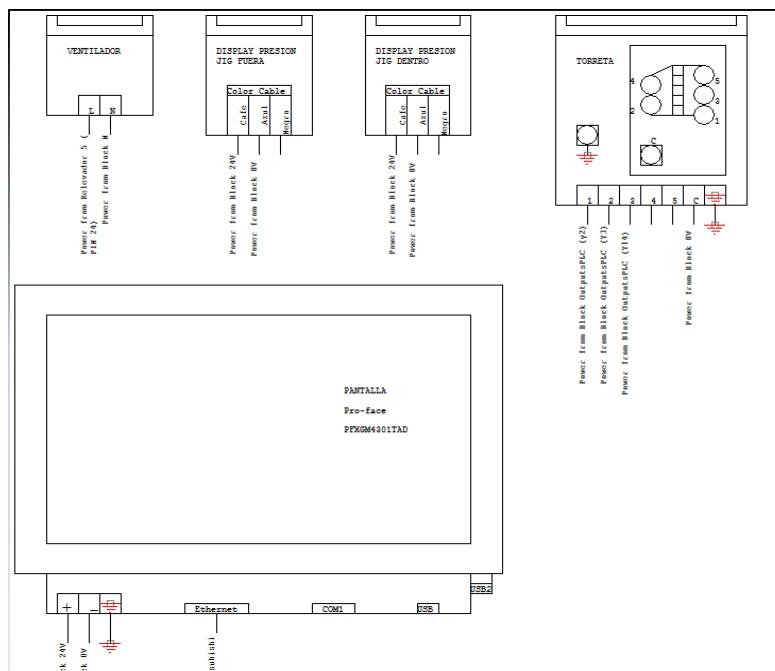 VENTILADOR
L N
Power from Relevador 5 (
PIN 24)
Power from Block N
DISPLAY PRESION
JIG FUERA
Color Cable
Cafe
Azul
Negro
Power from Block 24V
Power from Block 0V
DISPLAY PRESION
JIG DENTRO
Color Cable
Cafe
Azul
Negro
Power from Block 24V
Power from Block 0V
TORRETA
4
5
3
2
1
C
1 2 3 4 5 C
Power from Block OutputsPLC (y2)
Power from Block OutputsPLC (Y3)
Power from Block OutputsPLC (Y14)
Power from Block 0V
PANTALLA
Pro-face
PFXGM4301TAD
USB2
+ -
Ethernet
COM1
USB
ck 24V
ck 0V
subishi